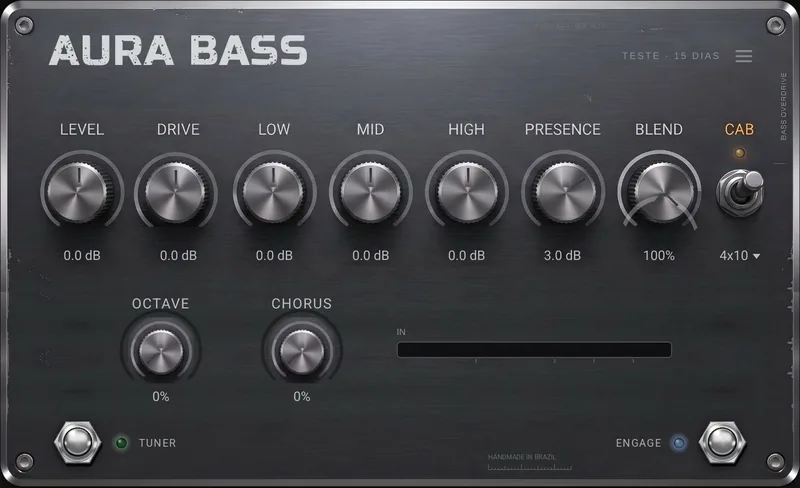 AURA BASS
TESTE · 15 DIAS
BASS OVERDRIVE
LEVEL DRIVE LOW MID HIGH PRESENCE BLEND CAB
0.0 dB 0.0 dB 0.0 dB 0.0 dB 0.0 dB 3.0 dB 100% 4x10
OCTAVE CHORUS
IN
0% 0%
TUNER
ENGAGE
HANDMADE IN BRAZIL